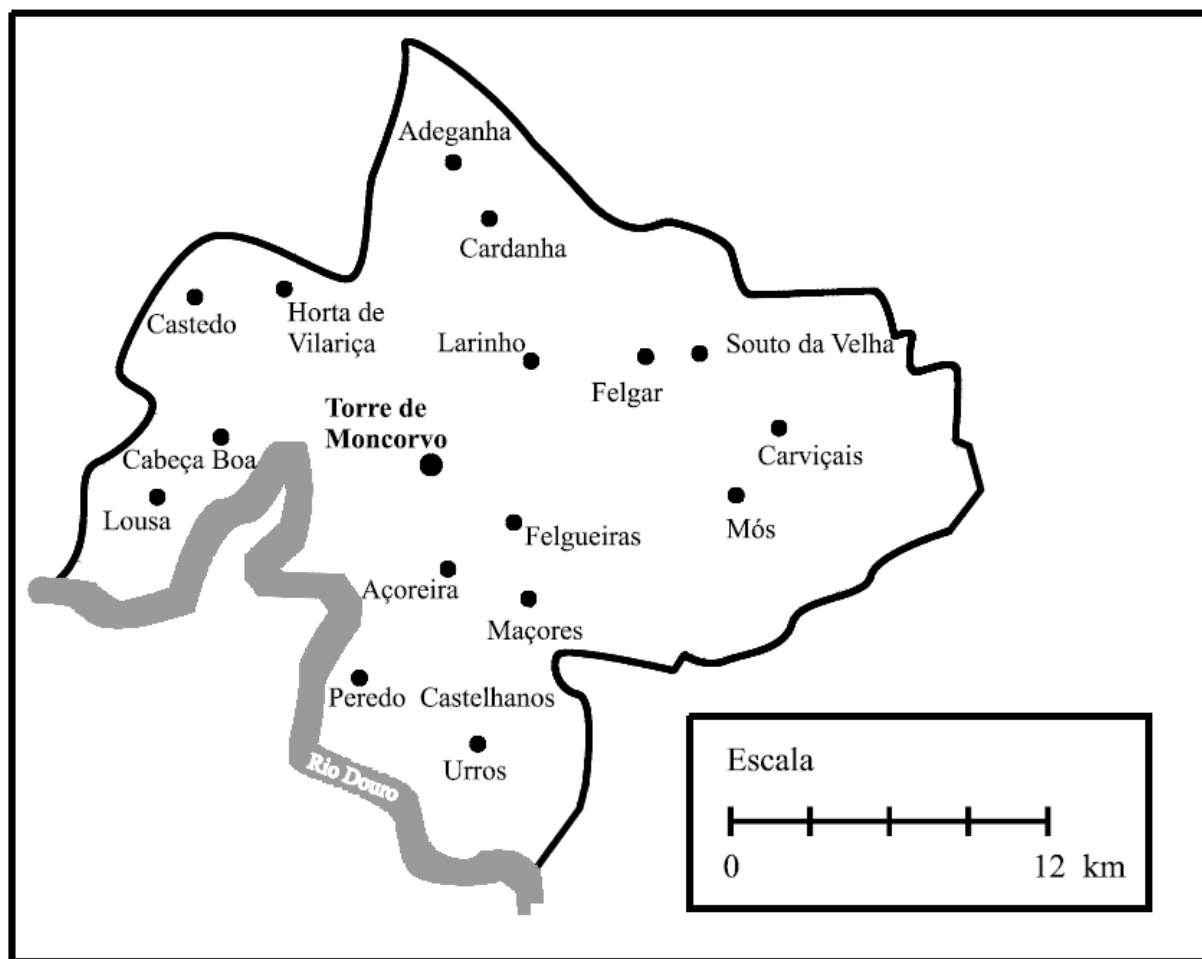 Adeganha
Cardanha
Castedo
Horta de
Vilariça
Larinho
Souto da Velha
Felgar
Torre de
Moncorvo
Carviçais
Cabeça Boa
Lousa
Mós
Felgueiras
Açoreira
Maçores
Peredo
Castelhanos
Urros
Rio Douro
Escala
0
12 km